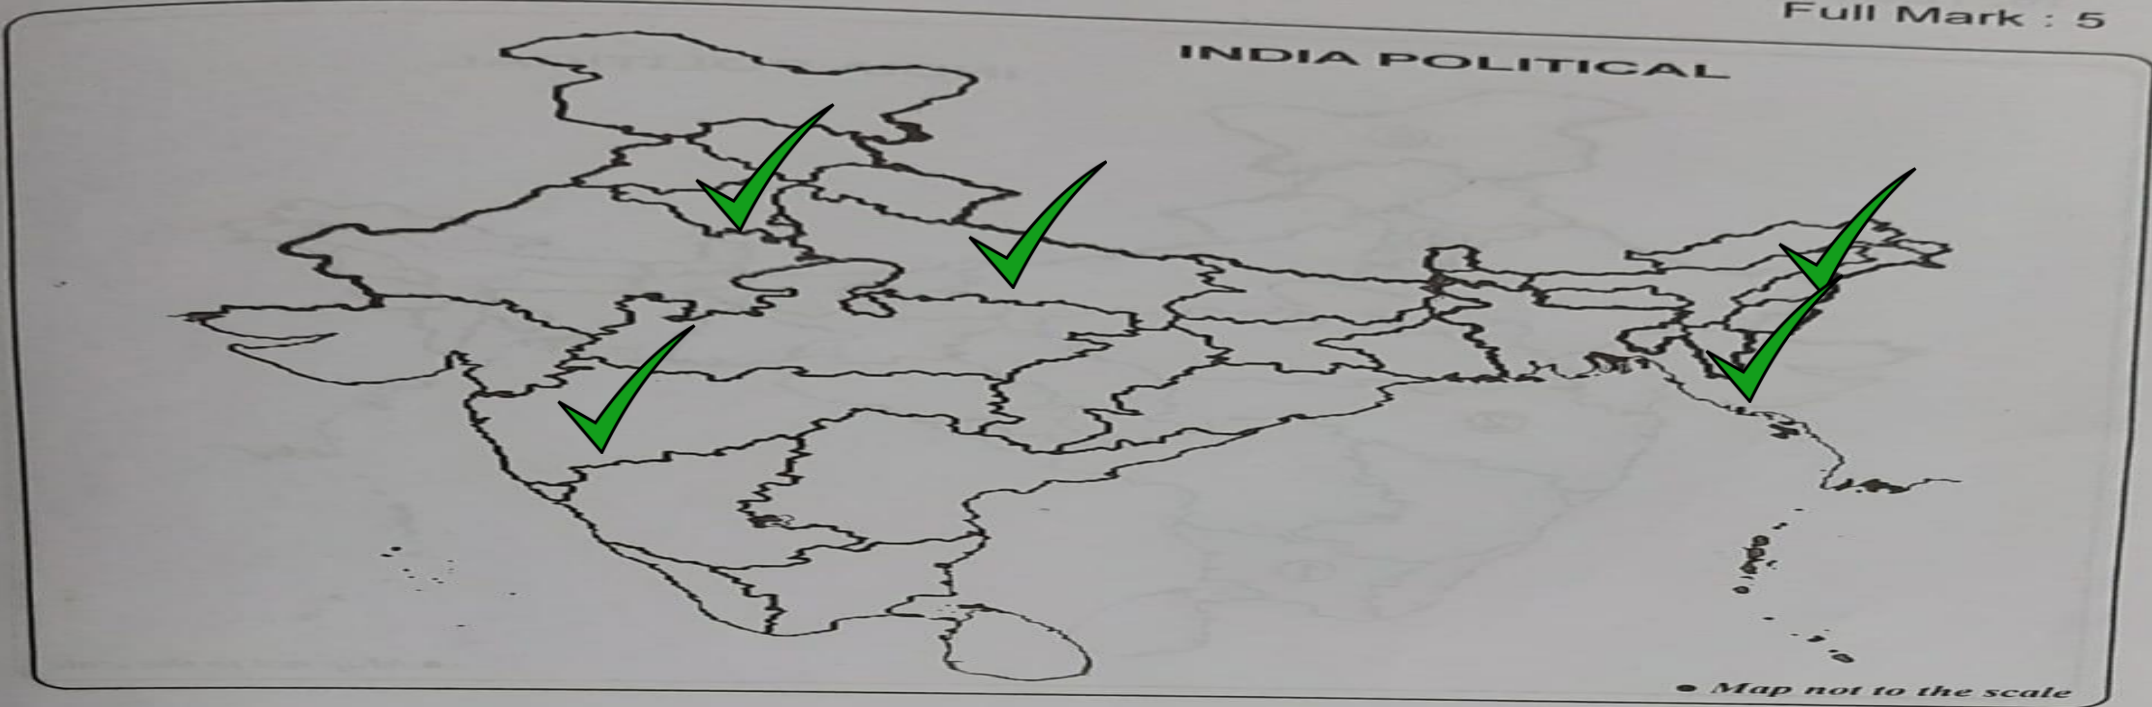 Full Mark : 5
INDIA POLITICAL
● Map not to the scale